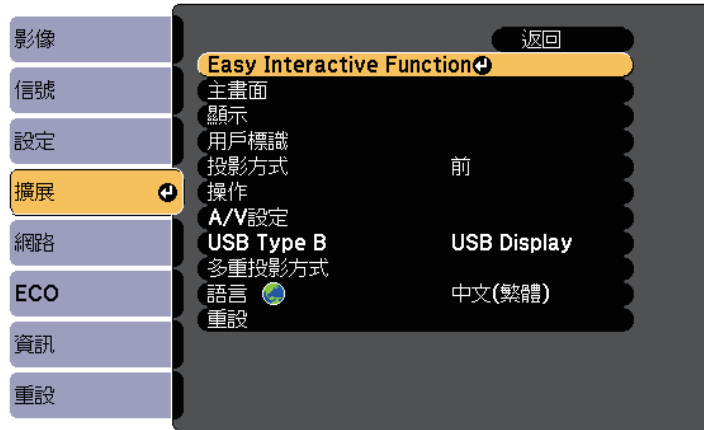 影像
信號
設定
擴展
網路
ECO
資訊
重設
返回
Easy Interactive Function
主畫面
顯示
用戶標識
投影方式 前
操作
A/V設定
USB Type B USB Display
多重投影方式
語言 中文(繁體)
重設